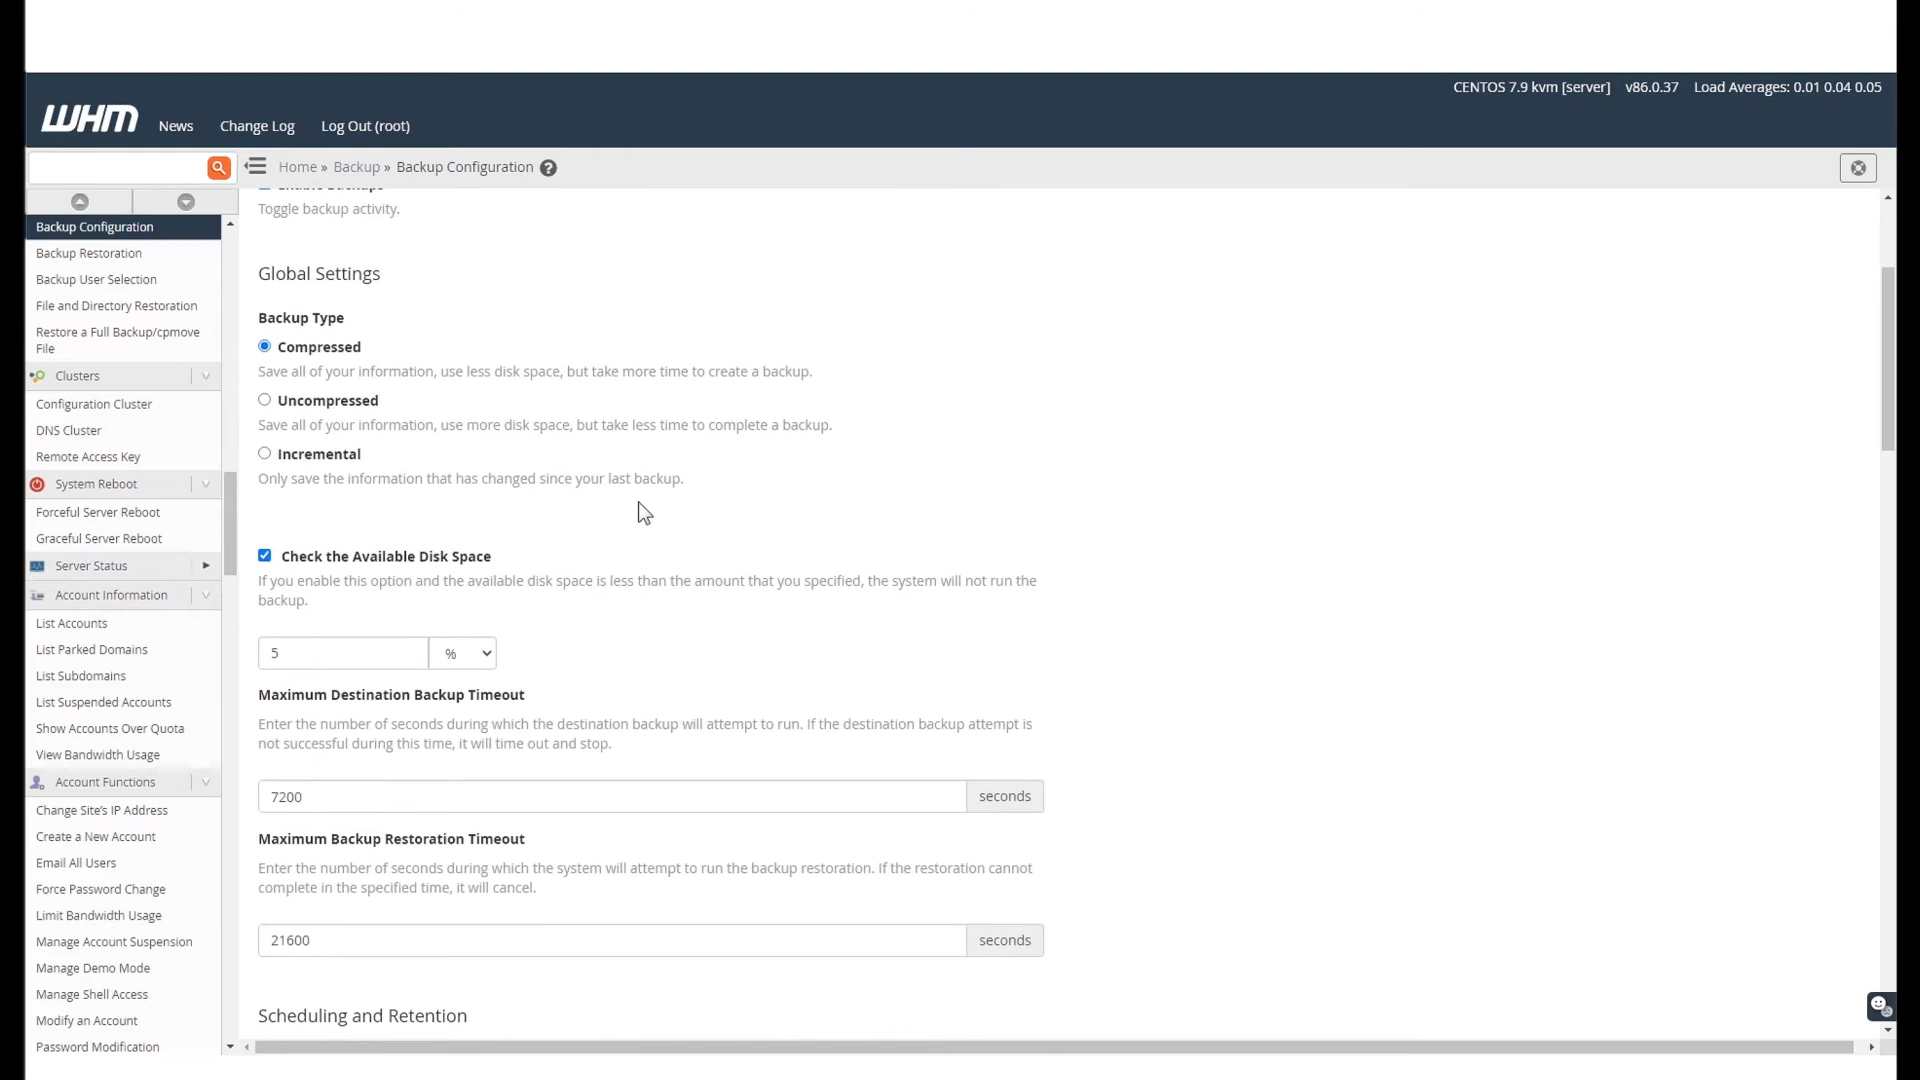 CENTOS 7.9 kvm [server] v86.0.37 Load Averages: 0.01 0.04 0.05
WHM News Change Log Log Out (root)
Home » Backup » Backup Configuration ?
Backup Configuration
Backup Restoration
Backup User Selection
File and Directory Restoration
Restore a Full Backup/cpmove
File
Clusters
Configuration Cluster
DNS Cluster
Remote Access Key
System Reboot
Forceful Server Reboot
Graceful Server Reboot
Server Status
Account Information
List Accounts
List Parked Domains
List Subdomains
List Suspended Accounts
Show Accounts Over Quota
View Bandwidth Usage
Account Functions
Change Site's IP Address
Create a New Account
Email All Users
Force Password Change
Limit Bandwidth Usage
Manage Account Suspension
Manage Demo Mode
Manage Shell Access
Modify an Account
Password Modification
Enable Backups
Toggle backup activity.
Global Settings
Backup Type
Compressed
Save all of your information, use less disk space, but take more time to create a backup.
Uncompressed
Save all of your information, use more disk space, but take less time to complete a backup.
Incremental
Only save the information that has changed since your last backup.
Check the Available Disk Space
If you enable this option and the available disk space is less than the amount that you specified, the system will not run the
backup.
5 %
Maximum Destination Backup Timeout
Enter the number of seconds during which the destination backup will attempt to run. If the destination backup attempt is
not successful during this time, it will time out and stop.
7200 seconds
Maximum Backup Restoration Timeout
Enter the number of seconds during which the system will attempt to run the backup restoration. If the restoration cannot
complete in the specified time, it will cancel.
21600 seconds
Scheduling and Retention